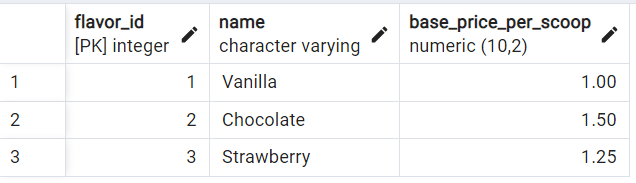 flavor_id name base_price_per_scoop
[PK] integer character varying numeric (10,2)
1 1 Vanilla 1.00
2 2 Chocolate 1.50
3 3 Strawberry 1.25